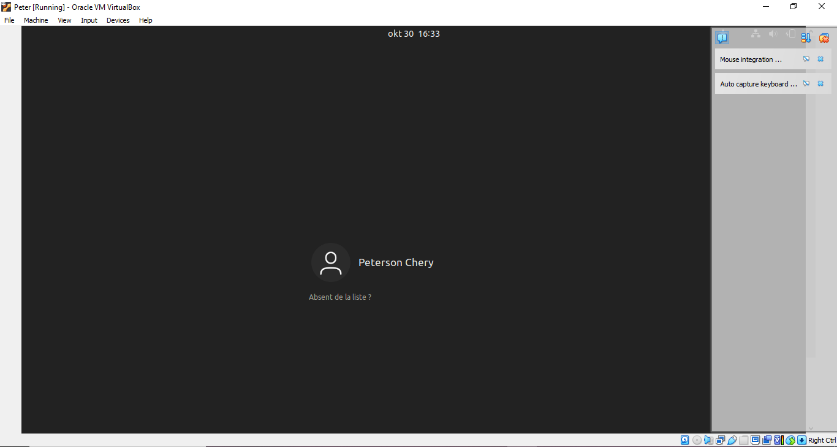 Peter [Running] - Oracle VM VirtualBox
File Machine View Input Devices Help
okt 30 16:33
Mouse integration ...
Auto capture keyboard ...
Peterson Chery
Absent de la liste ?
Right Ctrl